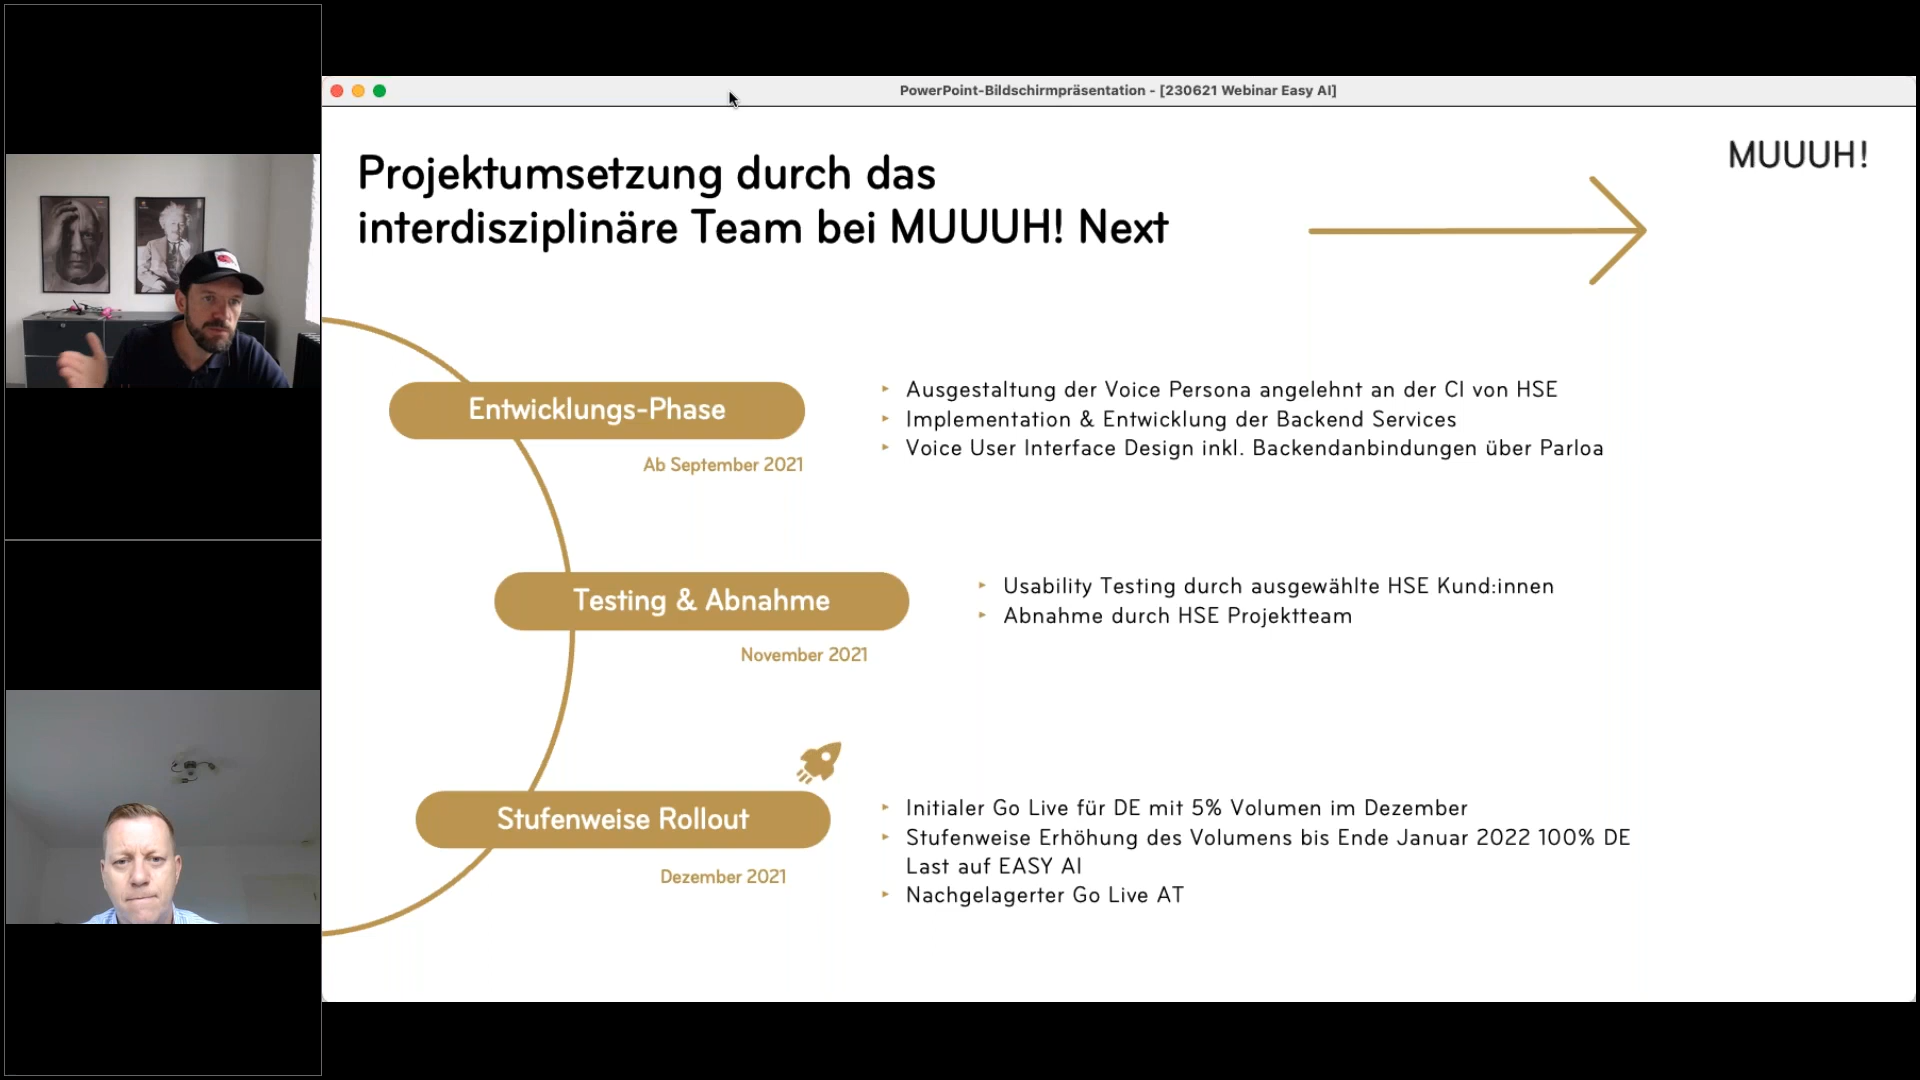 PowerPoint-Bildschirmpräsentation - [230621 Webinar Easy AI]
MUUUH!
Projektumsetzung durch das
interdisziplinäre Team bei MUUUH! Next
Entwicklungs-Phase
Ab September 2021
▸ Ausgestaltung der Voice Persona angelehnt an der CI von HSE
▸ Implementation & Entwicklung der Backend Services
▸ Voice User Interface Design inkl. Backendanbindungen über Parloa
Testing & Abnahme
November 2021
▸ Usability Testing durch ausgewählte HSE Kund:innen
▸ Abnahme durch HSE Projektteam
Stufenweise Rollout
Dezember 2021
▸ Initialer Go Live für DE mit 5% Volumen im Dezember
▸ Stufenweise Erhöhung des Volumens bis Ende Januar 2022 100% DE
Last auf EASY AI
▸ Nachgelagerter Go Live AT